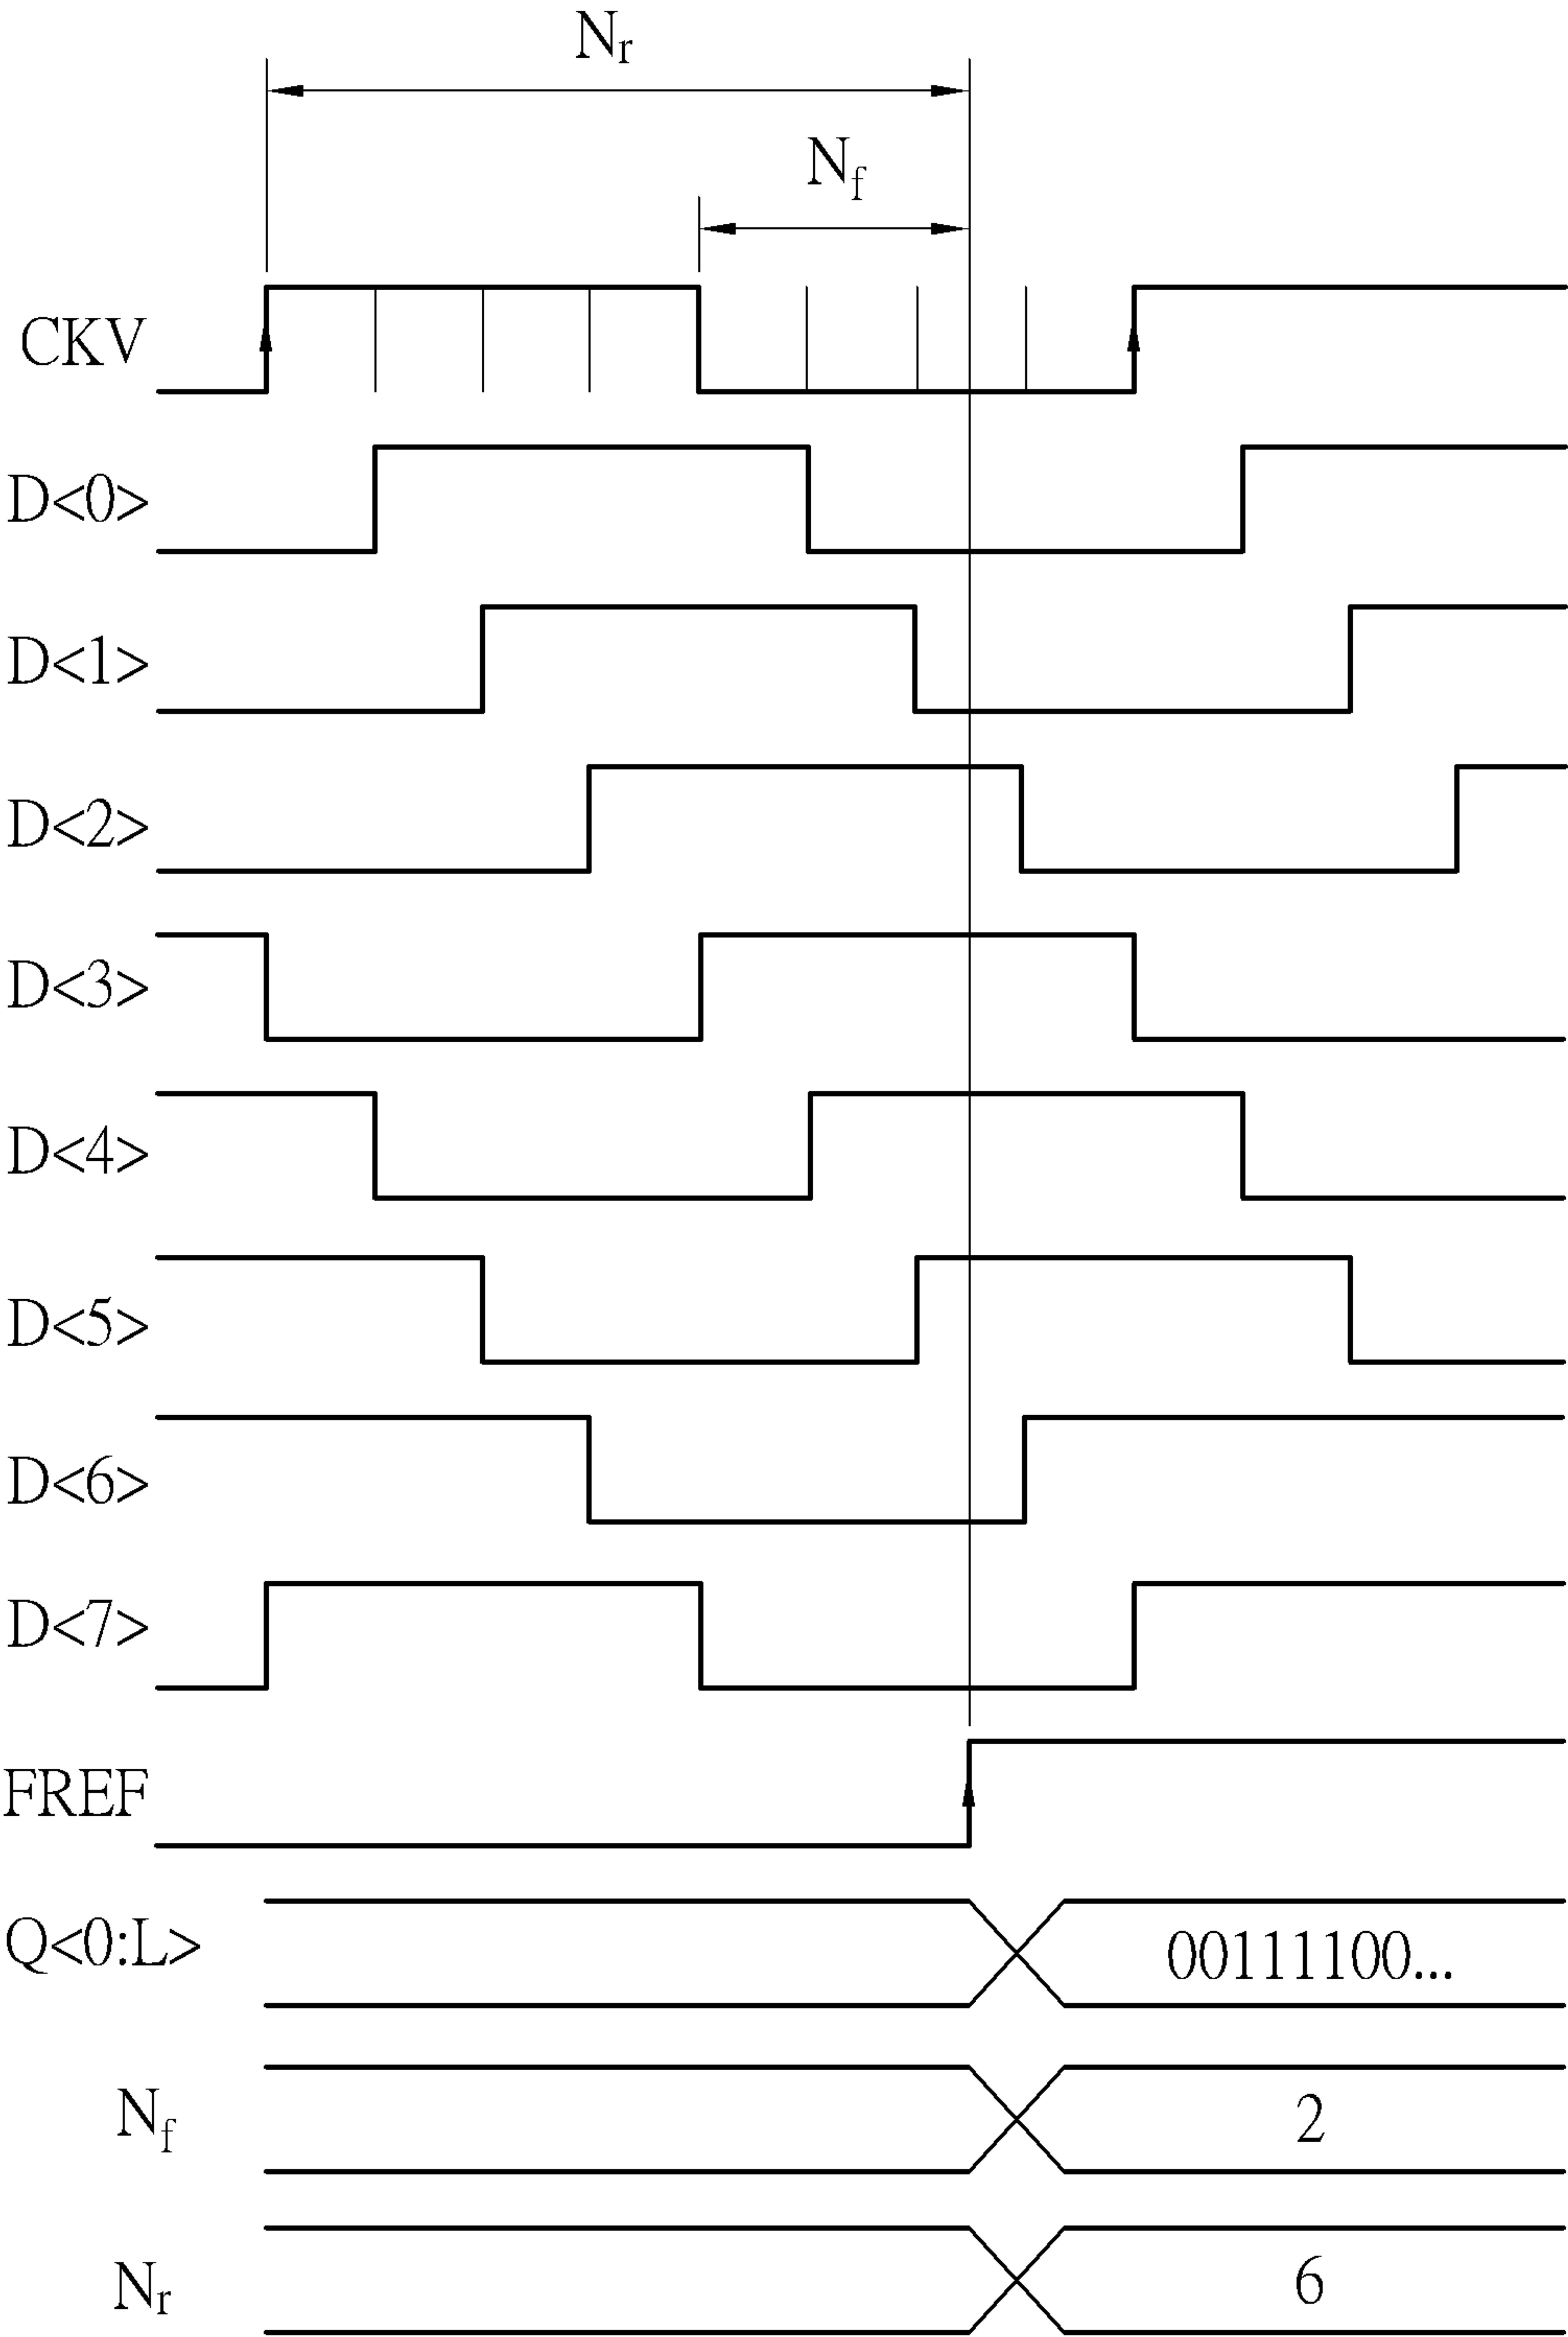 Nr
Nf
CKV
D<0>
D<1>
D<2>
D<3>
D<4>
D<5>
D<6>
D<7>
FREF
Q<0:L> 00111100...
Nf 2
Nr 6